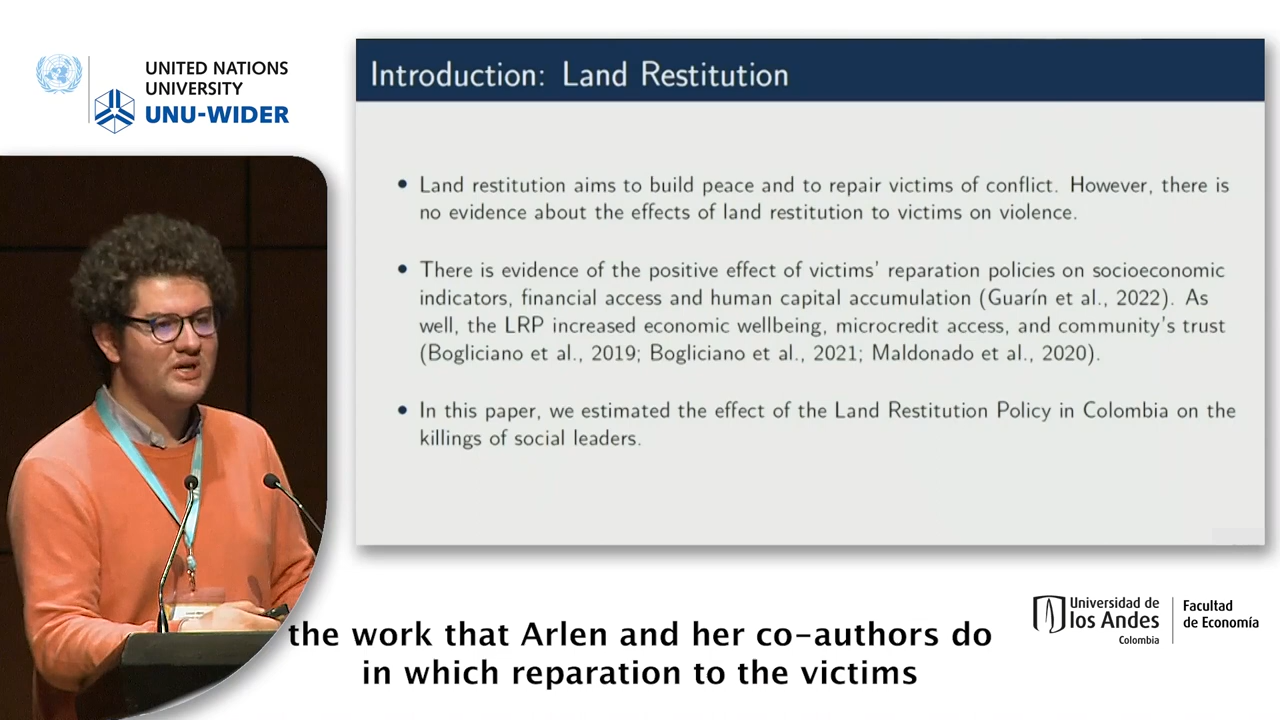 UNITED NATIONS
UNIVERSITY
UNU-WIDER
Introduction: Land Restitution
• Land restitution aims to build peace and to repair victims of conflict. However, there is
no evidence about the effects of land restitution to victims on violence.
• There is evidence of the positive effect of victims' reparation policies on socioeconomic
indicators, financial access and human capital accumulation (Guarín et al., 2022). As
well, the LRP increased economic wellbeing, microcredit access, and community's trust
(Bogliciano et al., 2019; Bogliciano et al., 2021; Maldonado et al., 2020).
• In this paper, we estimated the effect of the Land Restitution Policy in Colombia on the
killings of social leaders.
Universidad de
los Andes
Colombia
Facultad
de Economía
the work that Arlen and her co-authors do
in which reparation to the victims